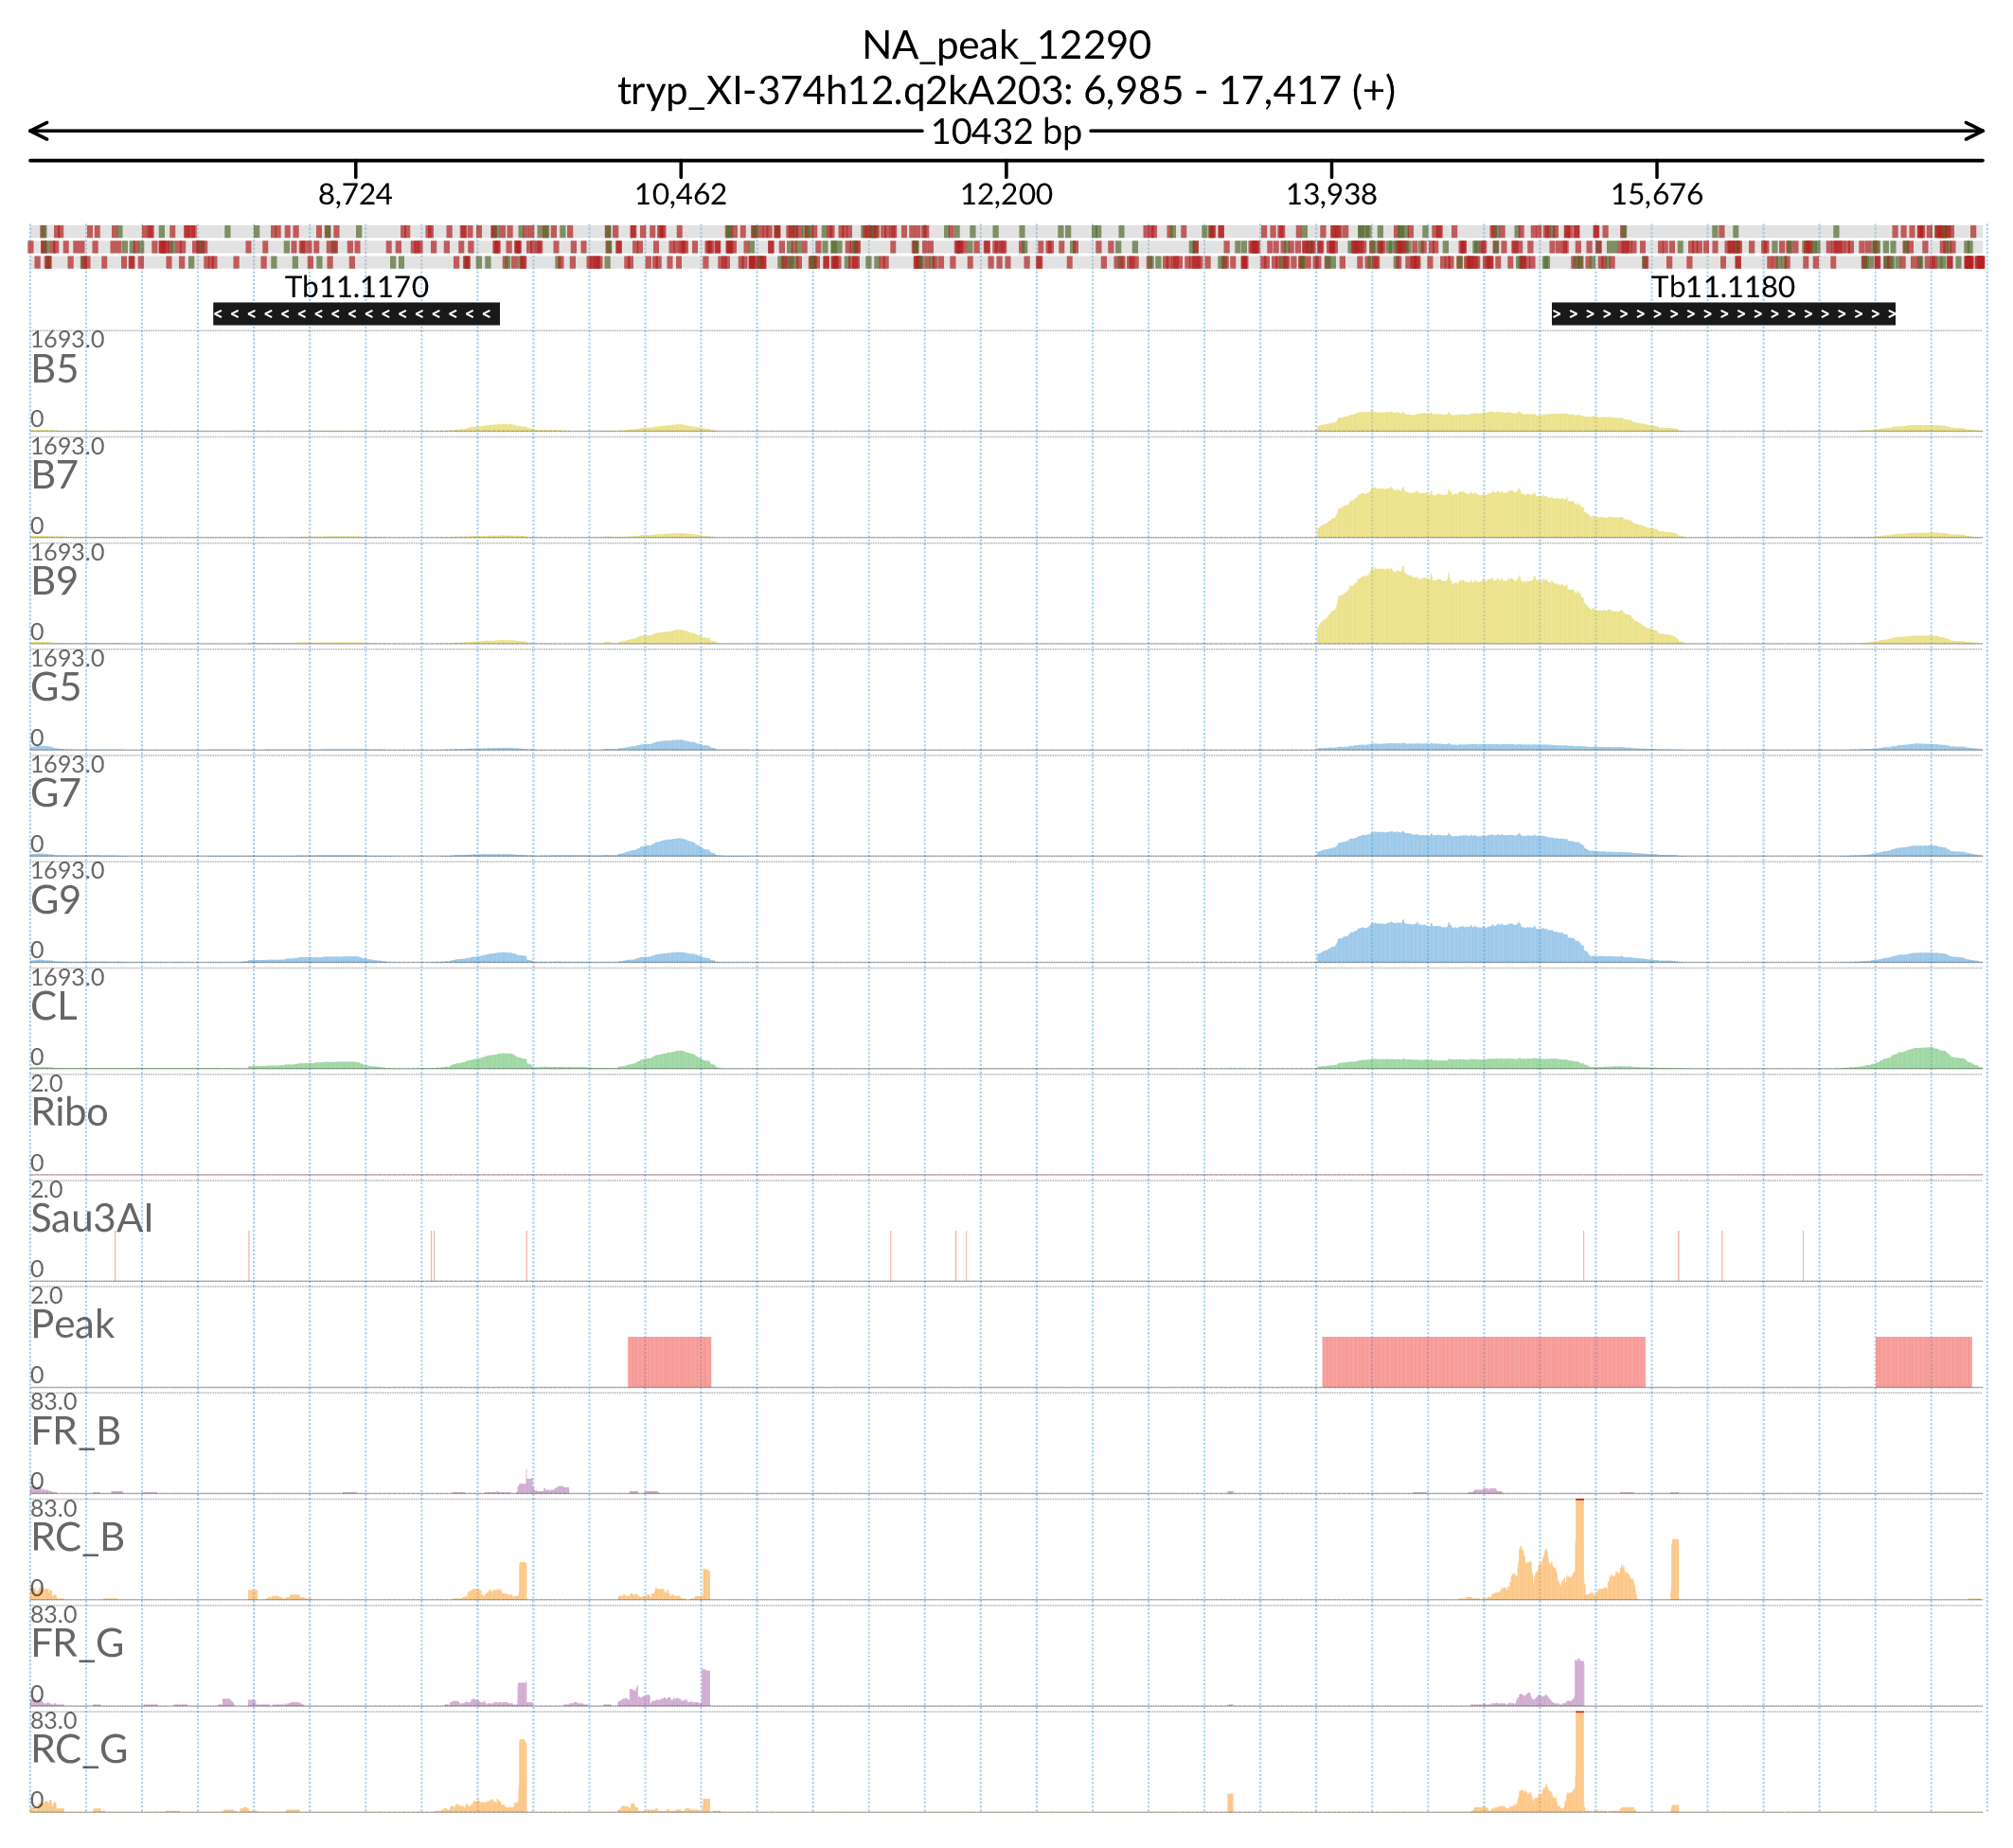 NA_peak_12290
tryp_XI-374h12.q2kA203: 6,985 - 17,417 (+)
10432 bp
8,724 10,462 12,200 13,938 15,676
Tb11.1170 Tb11.1180
1693.0
B5
0
1693.0
B7
0
1693.0
B9
0
1693.0
G5
0
1693.0
G7
0
1693.0
G9
0
1693.0
CL
0
2.0
Ribo
0
2.0
Sau3AI
0
2.0
Peak
0
83.0
FR_B
0
83.0
RC_B
0
83.0
FR_G
0
83.0
RC_G
0